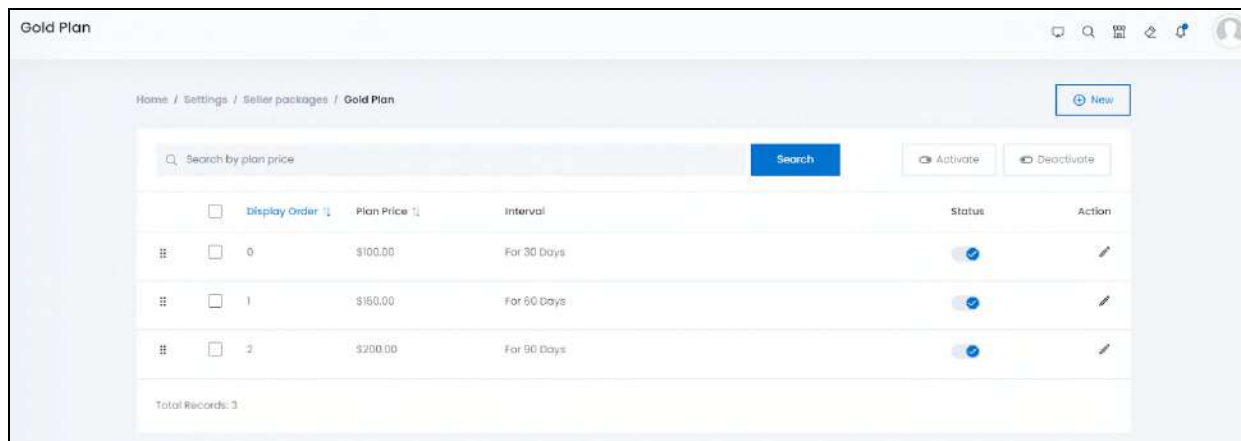 Gold Plan
Home / Settings / Seller packages / Gold Plan
New
Search by plan price
Search
Activate
Deactivate
Display Order Plan Price Interval Status Action
0 $100.00 For 30 Days
1 $150.00 For 60 Days
2 $200.00 For 90 Days
Total Records: 3